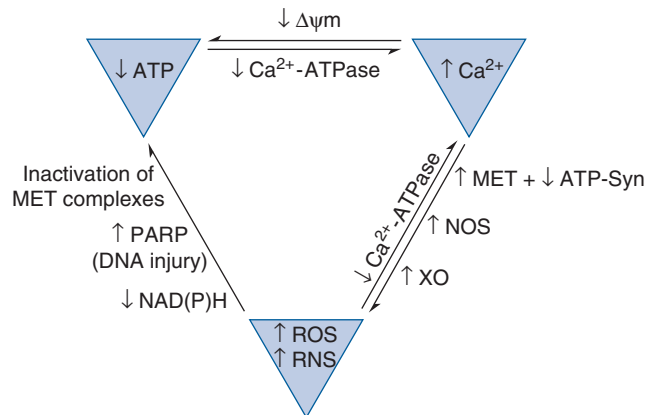 ↓ Δψm
↓ ATP
↓ Ca²⁺-ATPase
↑ Ca²⁺
Inactivation of
MET complexes
↑ PARP
(DNA injury)
↓ NAD(P)H
↓ Ca²⁺-ATPase
↑ MET + ↓ ATP-Syn
↑ NOS
↑ XO
↑ ROS
↑ RNS